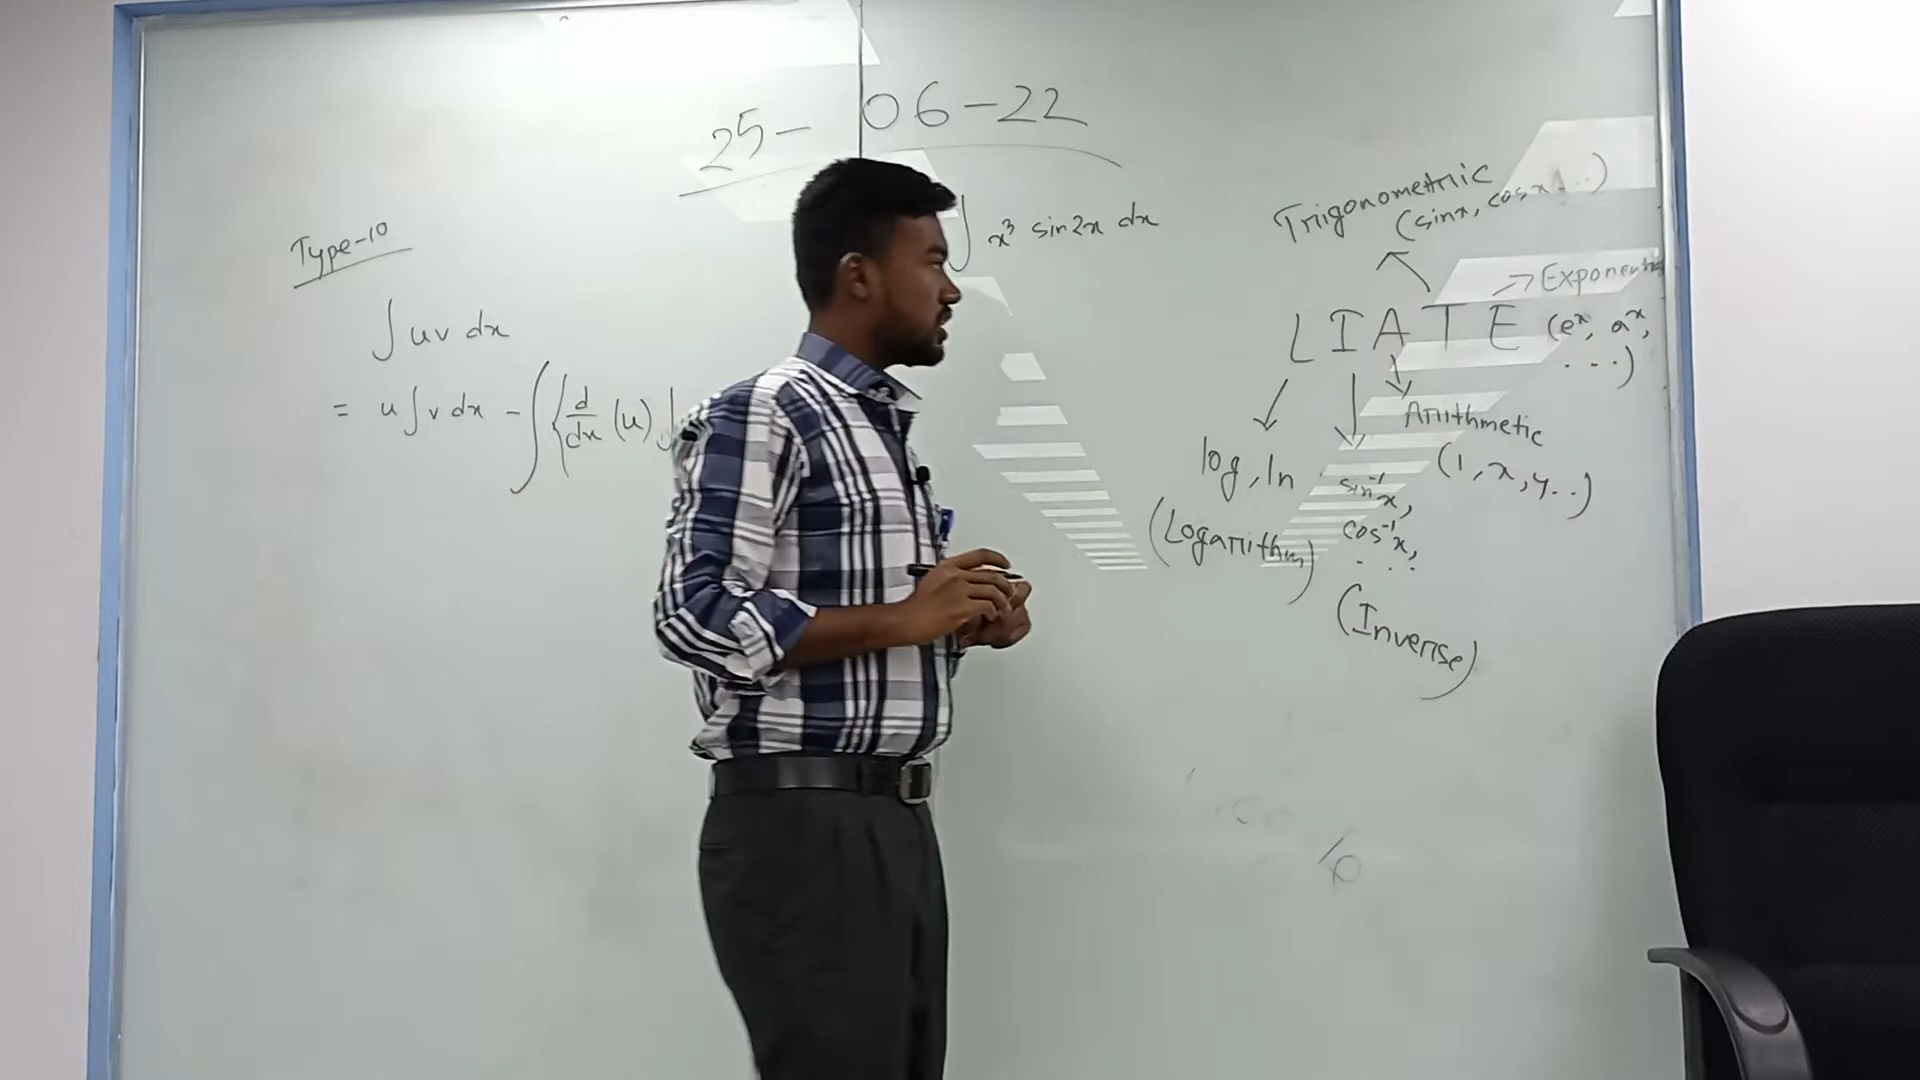 25-06-22
Type-10
∫ uv dx
= u∫v dx - ∫{d/dx (u) ∫
∫ x³ sin2x dx
Trigonometric
(sinx, cosx, ..)
LIATE
Exponenti
(eˣ, aˣ,
...)
Arithmetic
(1, x, y..)
log, ln
(Logarithm)
sin⁻¹x,
cos⁻¹x,
...
(Inverse)